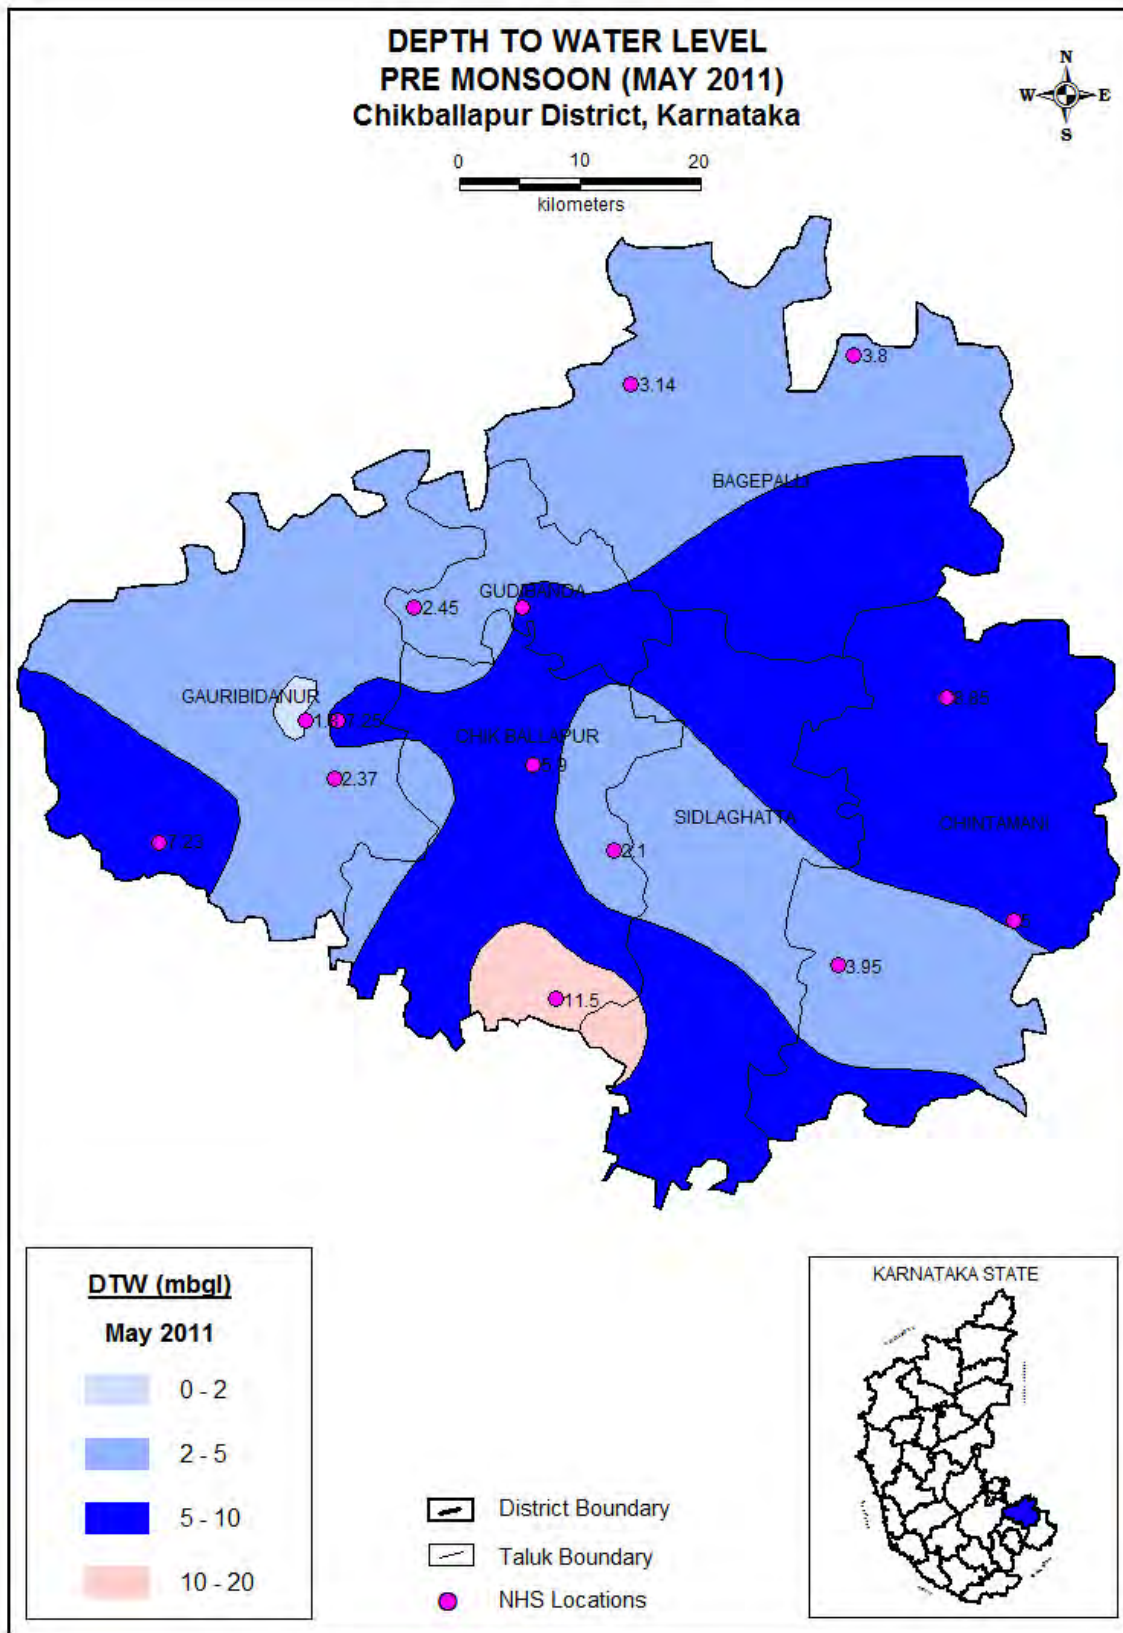 DEPTH TO WATER LEVEL
PRE MONSOON (MAY 2011)
Chikballapur District, Karnataka
N
W E
S
0 10 20
kilometers
3.8
3.14
BAGEPALLI
GUDIBANDA
2.45
GAURIBIDANUR
7.25
CHIKBALLAPUR
5.9
2.37
SIDLAGHATTA
CHINTAMANI
7.23
2.1
5
3.95
11.5
DTW (mbgl)
May 2011
0 - 2
2 - 5
5 - 10
10 - 20
District Boundary
Taluk Boundary
NHS Locations
KARNATAKA STATE